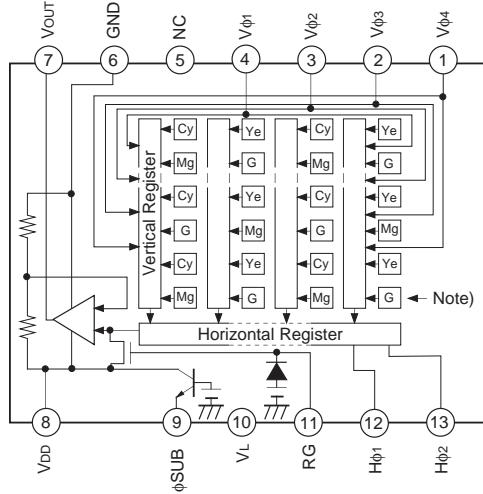 VOUT GND NC Vϕ1 Vϕ2 Vϕ3 Vϕ4
7 6 5 4 3 2 1
Cy Ye Cy Ye
Mg G Mg G
Cy Ye Cy Ye
G Mg G Mg
Cy Ye Cy Ye
Mg G Mg G Note)
Vertical Register
Horizontal Register
8 9 10 11 12 13
VDD ϕSUB VL RG Hϕ1 Hϕ2